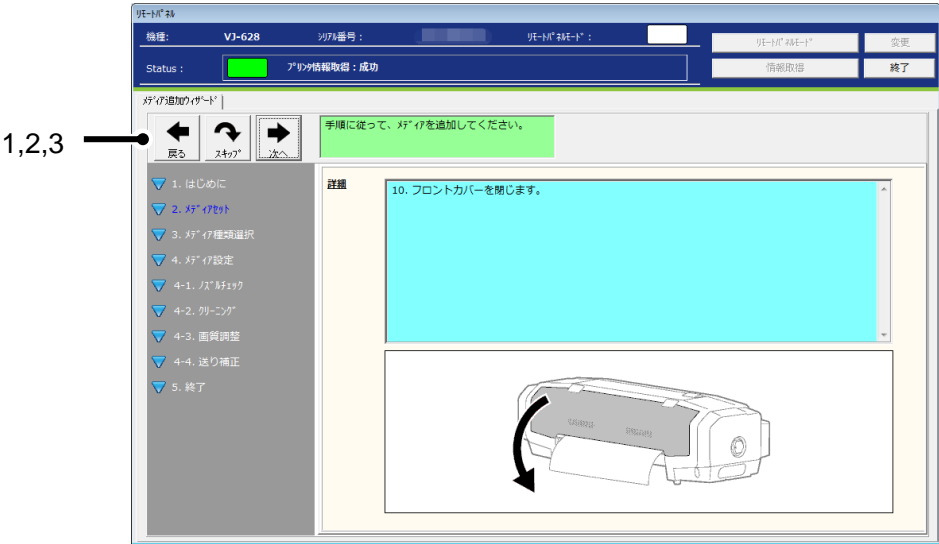 ﾘﾓｰﾄﾊﾟﾈﾙ
機種: VJ-628 ｼﾘｱﾙ番号： ﾘﾓｰﾄﾊﾟﾈﾙﾓｰﾄﾞ：
ﾘﾓｰﾄﾊﾟﾈﾙﾓｰﾄﾞ 変更
Status： ﾌﾟﾘﾝﾀ情報取得：成功
情報取得 終了
ﾒﾃﾞｨｱ追加ｳｨｻﾞｰﾄﾞ
1,2,3
戻る ｽｷｯﾌﾟ 次へ
手順に従って、ﾒﾃﾞｨｱを追加してください。
1. はじめに
2. ﾒﾃﾞｨｱｾｯﾄ
3. ﾒﾃﾞｨｱ種類選択
4. ﾒﾃﾞｨｱ設定
4-1. ﾉｽﾞﾙﾁｪｯｸ
4-2. ｸﾘｰﾆﾝｸﾞ
4-3. 画質調整
4-4. 送り補正
5. 終了
詳細
10. フロントカバーを閉じます。